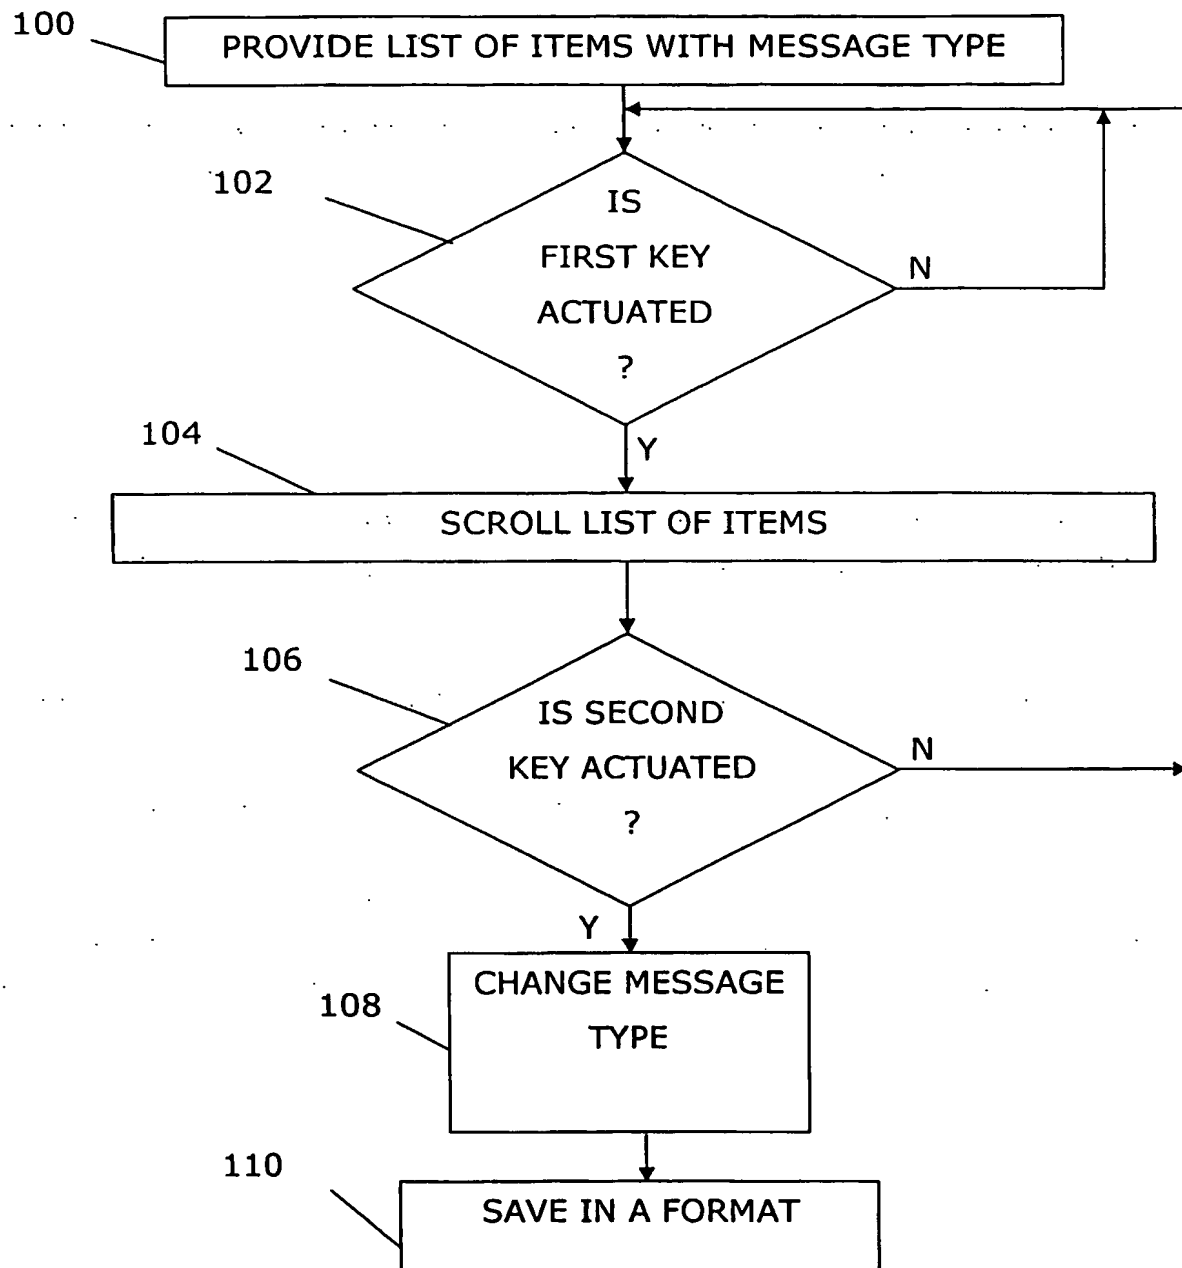 100
PROVIDE LIST OF ITEMS WITH MESSAGE TYPE
102
IS
FIRST KEY
ACTUATED
?
N
Y
104
SCROLL LIST OF ITEMS
106
IS SECOND
KEY ACTUATED
?
N
Y
108
CHANGE MESSAGE
TYPE
110
SAVE IN A FORMAT